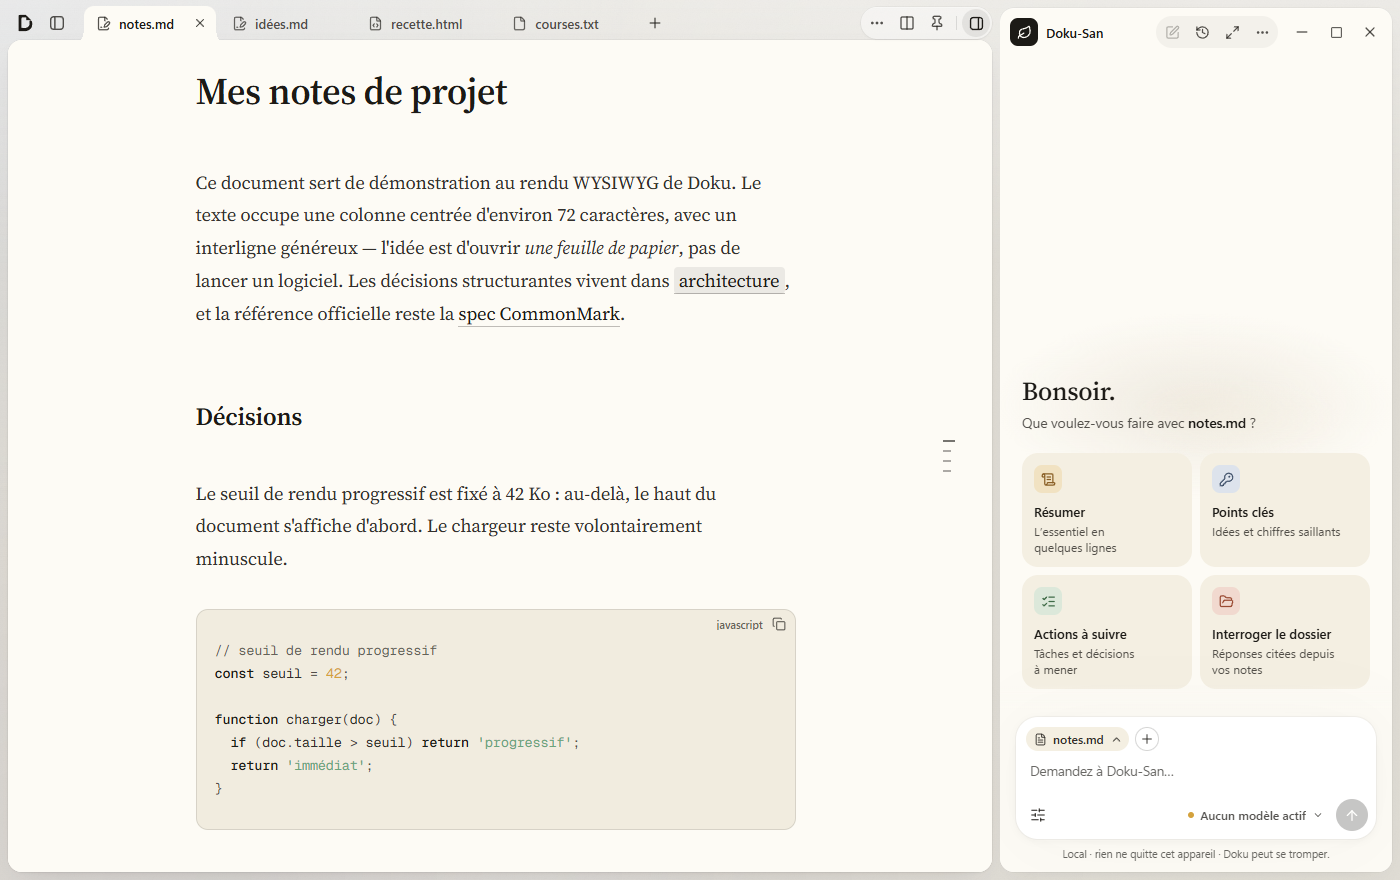 notes.md
idées.md
recette.html
courses.txt
Doku-San
Mes notes de projet
Ce document sert de démonstration au rendu WYSIWYG de Doku. Le
texte occupe une colonne centrée d'environ 72 caractères, avec un
interligne généreux — l'idée est d'ouvrir une feuille de papier, pas de
lancer un logiciel. Les décisions structurantes vivent dans architecture ,
et la référence officielle reste la spec CommonMark.
Décisions
Le seuil de rendu progressif est fixé à 42 Ko : au-delà, le haut du
document s'affiche d'abord. Le chargeur reste volontairement
minuscule.
javascript
// seuil de rendu progressif
const seuil = 42;
function charger(doc) {
  if (doc.taille > seuil) return 'progressif';
  return 'immédiat';
}
Bonsoir.
Que voulez-vous faire avec notes.md ?
Résumer
L'essentiel en
quelques lignes
Points clés
Idées et chiffres saillants
Actions à suivre
Tâches et décisions
à mener
Interroger le dossier
Réponses citées depuis
vos notes
notes.md
Demandez à Doku-San...
Aucun modèle actif
Local · rien ne quitte cet appareil · Doku peut se tromper.